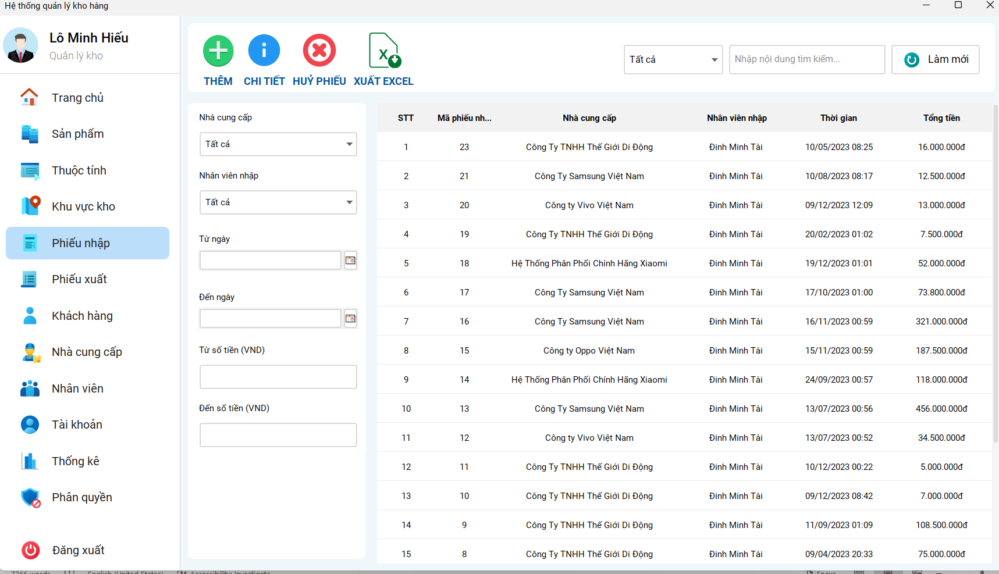 Hệ thống quản lý kho hàng
Lô Minh Hiếu
Quản lý kho
Trang chủ
Sản phẩm
Thuộc tính
Khu vực kho
Phiếu nhập
Phiếu xuất
Khách hàng
Nhà cung cấp
Nhân viên
Tài khoản
Thống kê
Phân quyền
Đăng xuất
THÊM CHI TIẾT HUỶ PHIẾU XUẤT EXCEL
Tất cả Nhập nội dung tìm kiếm... Làm mới
Nhà cung cấp
Tất cả
Nhân viên nhập
Tất cả
Từ ngày
Đến ngày
Từ số tiền (VND)
Đến số tiền (VND)
STT Mã phiếu nh... Nhà cung cấp Nhân viên nhập Thời gian Tổng tiền
1 23 Công Ty TNHH Thế Giới Di Động Đinh Minh Tài 10/05/2023 08:25 16.000.000đ
2 21 Công Ty Samsung Việt Nam Đinh Minh Tài 10/08/2023 08:17 12.500.000đ
3 20 Công ty Vivo Việt Nam Đinh Minh Tài 09/12/2023 12:09 13.000.000đ
4 19 Công Ty TNHH Thế Giới Di Động Đinh Minh Tài 20/02/2023 01:02 7.500.000đ
5 18 Hệ Thống Phân Phối Chính Hãng Xiaomi Đinh Minh Tài 19/12/2023 01:01 52.000.000đ
6 17 Công Ty Samsung Việt Nam Đinh Minh Tài 17/10/2023 01:00 73.800.000đ
7 16 Công Ty Samsung Việt Nam Đinh Minh Tài 16/11/2023 00:59 321.000.000đ
8 15 Công ty Oppo Việt Nam Đinh Minh Tài 15/11/2023 00:59 187.500.000đ
9 14 Hệ Thống Phân Phối Chính Hãng Xiaomi Đinh Minh Tài 24/09/2023 00:57 118.000.000đ
10 13 Công Ty Samsung Việt Nam Đinh Minh Tài 13/07/2023 00:56 456.000.000đ
11 12 Công ty Vivo Việt Nam Đinh Minh Tài 13/07/2023 00:52 34.500.000đ
12 11 Công Ty TNHH Thế Giới Di Động Đinh Minh Tài 10/12/2023 00:22 5.000.000đ
13 10 Công Ty TNHH Thế Giới Di Động Đinh Minh Tài 09/12/2023 08:42 7.000.000đ
14 9 Công Ty TNHH Thế Giới Di Động Đinh Minh Tài 11/09/2023 01:09 108.500.000đ
15 8 Công Ty TNHH Thế Giới Di Động Đinh Minh Tài 09/04/2023 20:33 75.000.000đ